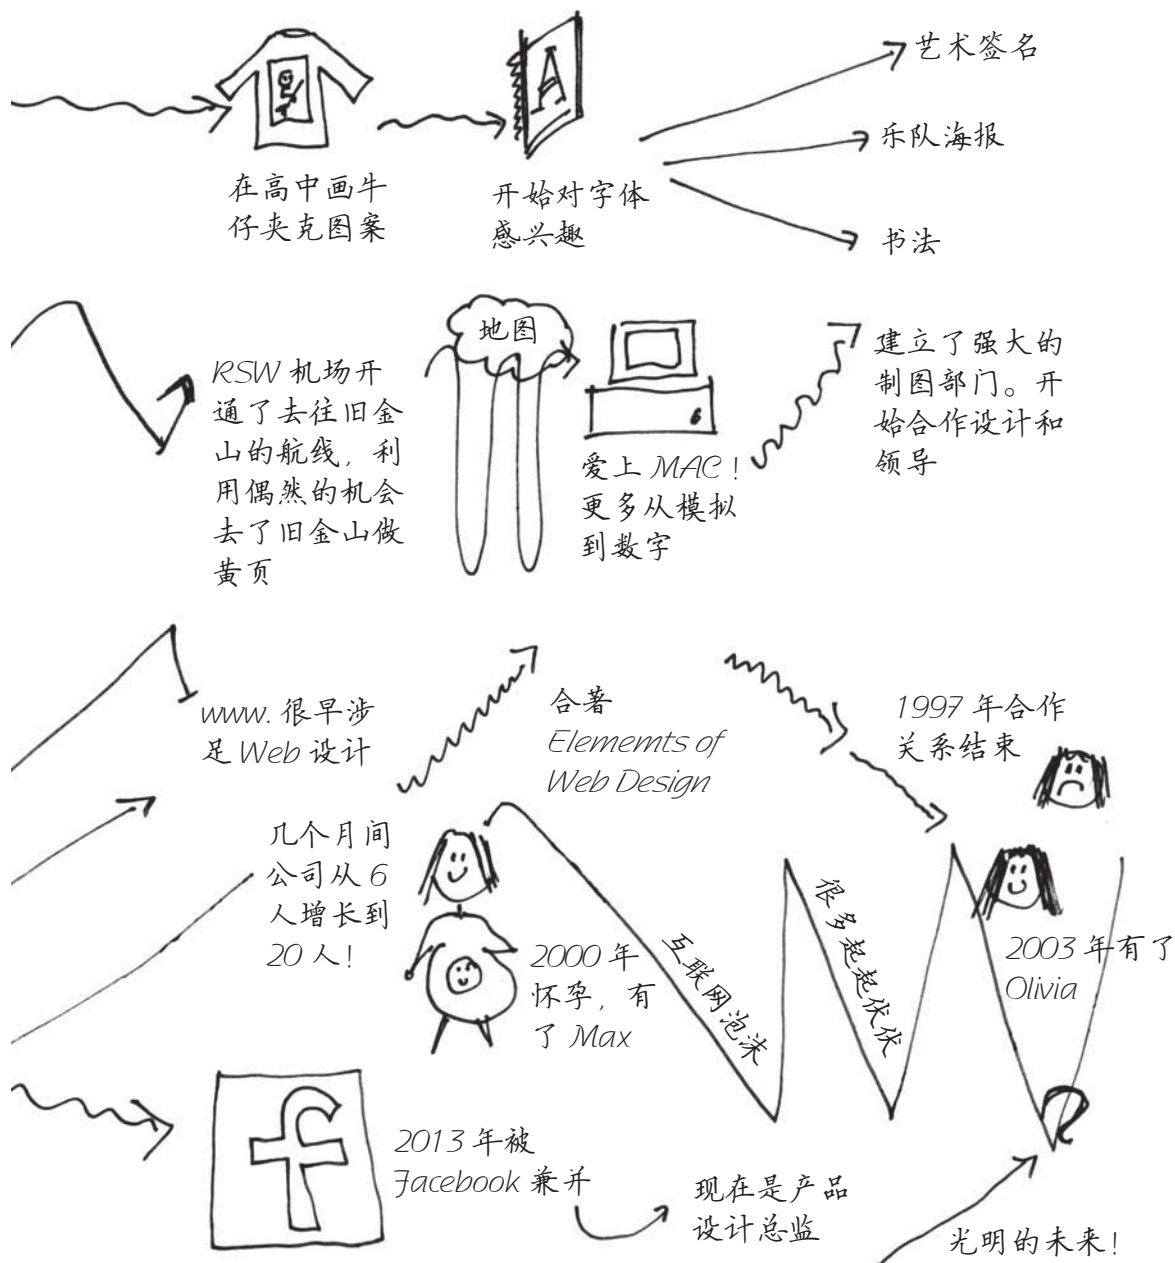 艺术签名
乐队海报
书法
在高中画牛
仔夹克图案
A
开始对字体
感兴趣
RSW 机场开
通了去往旧金
山的航线，利
用偶然的机会
去了旧金山做
黄页
地图
6
爱上 MAC！
更多从模拟
到数字
建立了强大的
制图部门。开
始合作设计和
领导
www. 很早涉
足 Web 设计
合著
Elememts of
Web Design
1997 年合作
关系结束
几个月间
公司从 6
人增长到
20 人！
2000 年
怀孕，有
了 Max
互联网泡沫
很多起起伏伏
2003 年有了
Olivia
f
2013 年被
Facebook 兼并
现在是产品
设计总监
光明的未来！